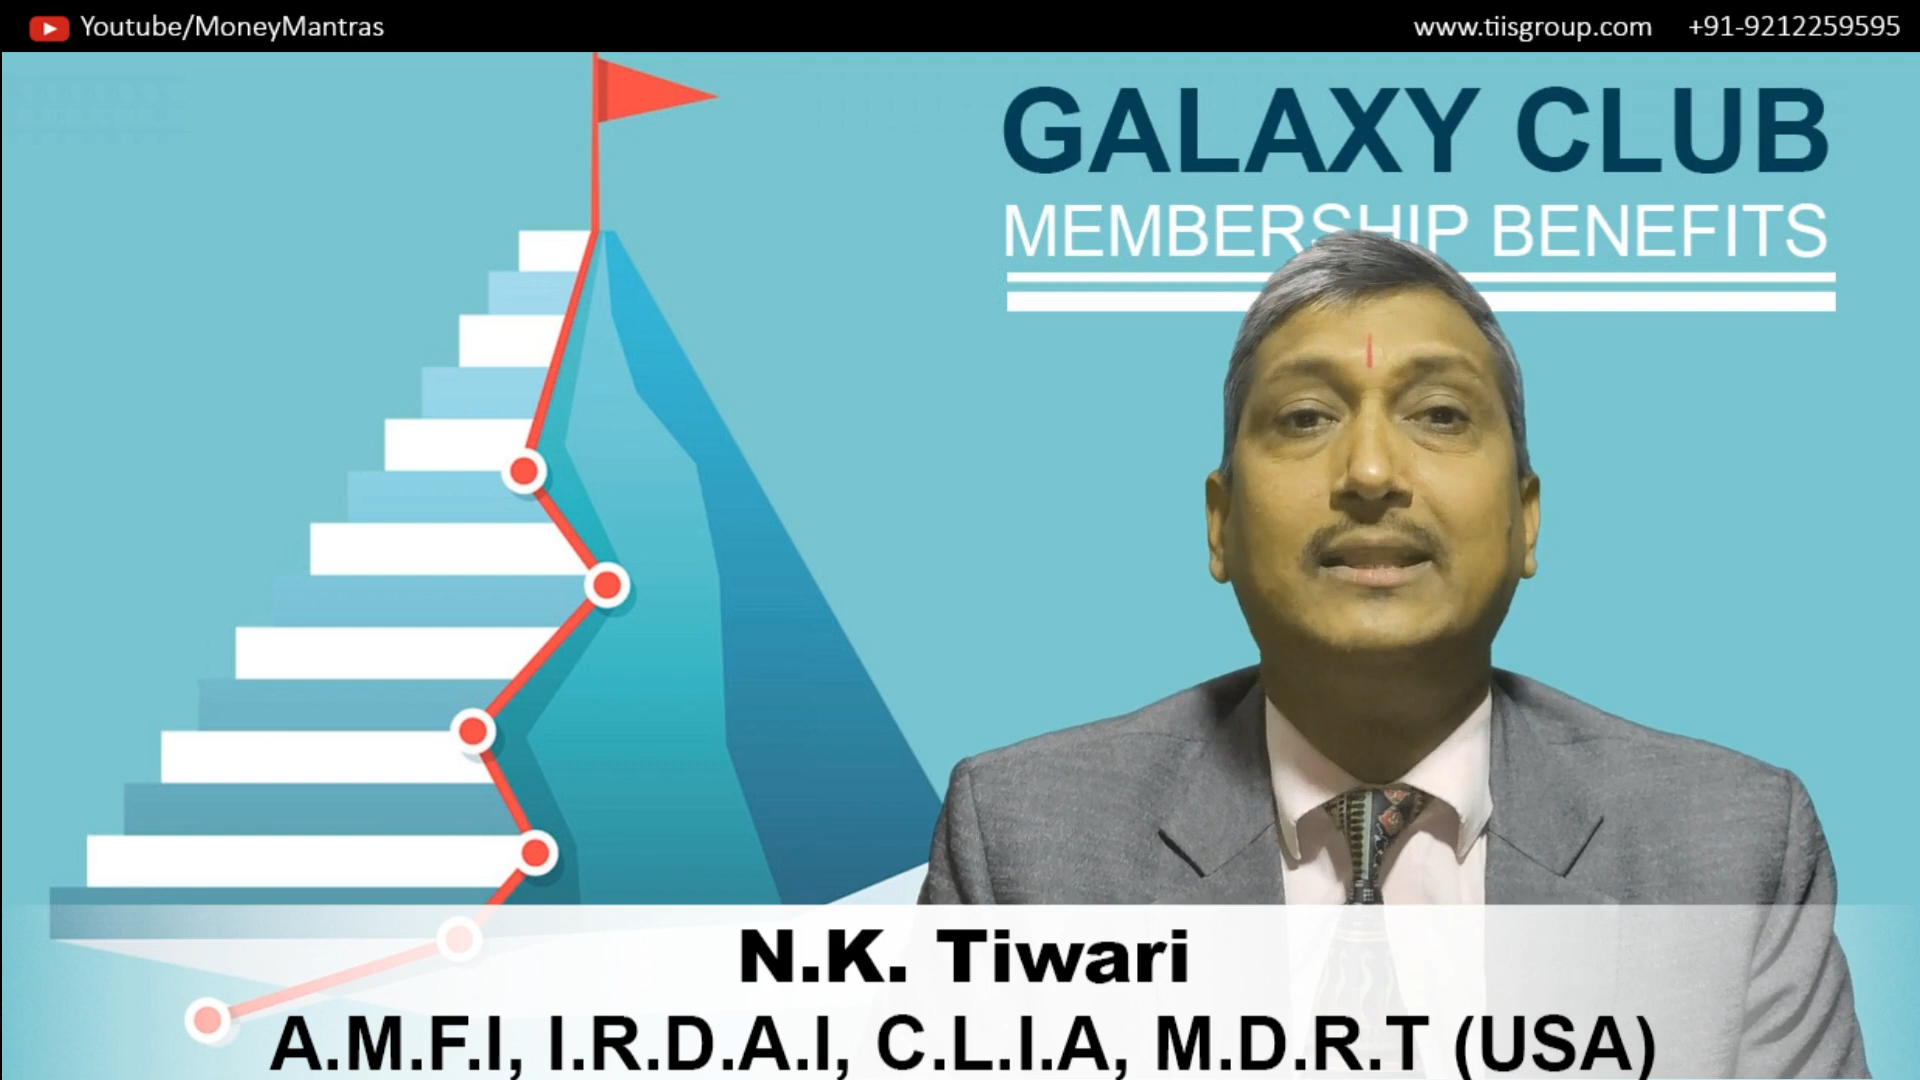 Youtube/MoneyMantras
www.tiisgroup.com +91-9212259595
GALAXY CLUB
MEMBERSHIP BENEFITS
N.K. Tiwari
A.M.F.I, I.R.D.A.I, C.L.I.A, M.D.R.T (USA)